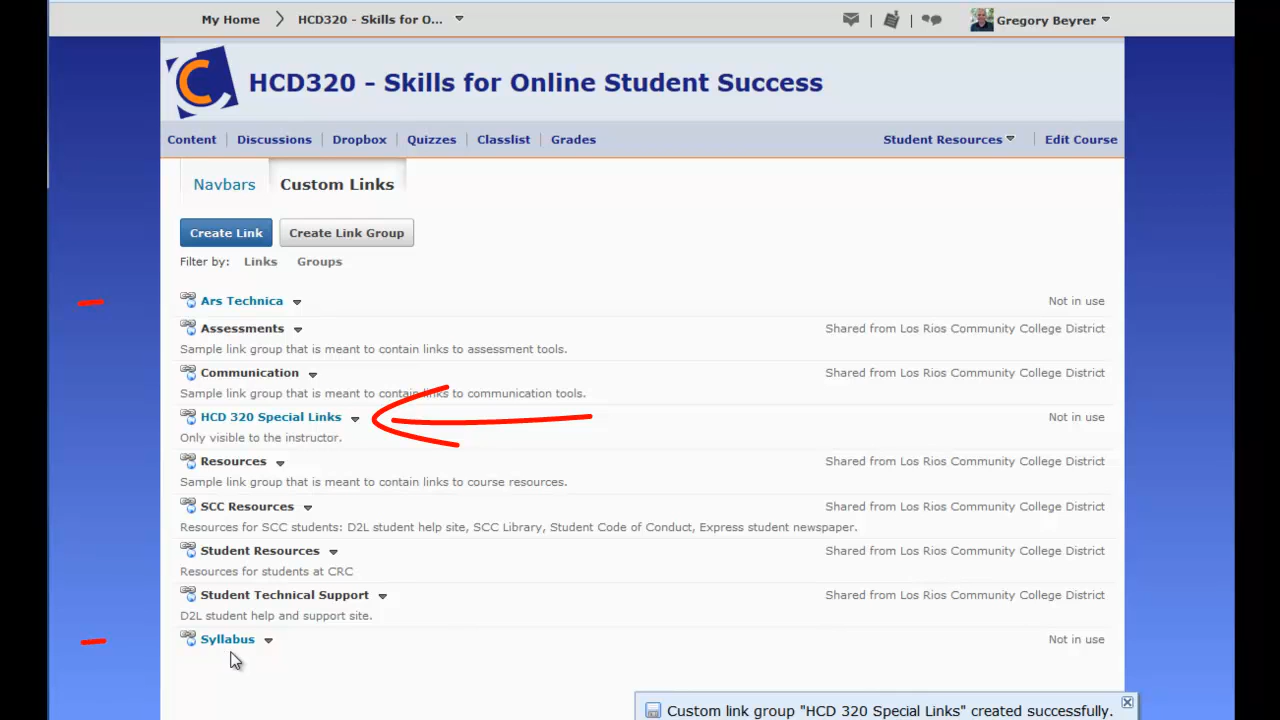 My Home HCD320 - Skills for O... Gregory Beyrer
C HCD320 - Skills for Online Student Success
Content Discussions Dropbox Quizzes Classlist Grades Student Resources Edit Course
Navbars Custom Links
Create Link Create Link Group
Filter by: Links Groups
Ars Technica Not in use
Assessments Shared from Los Rios Community College District
Sample link group that is meant to contain links to assessment tools.
Communication Shared from Los Rios Community College District
Sample link group that is meant to contain links to communication tools.
HCD 320 Special Links Not in use
Only visible to the instructor.
Resources Shared from Los Rios Community College District
Sample link group that is meant to contain links to course resources.
SCC Resources Shared from Los Rios Community College District
Resources for SCC students: D2L student help site, SCC Library, Student Code of Conduct, Express student newspaper.
Student Resources Shared from Los Rios Community College District
Resources for students at CRC
Student Technical Support Shared from Los Rios Community College District
D2L student help and support site.
Syllabus Not in use
Custom link group "HCD 320 Special Links" created successfully.